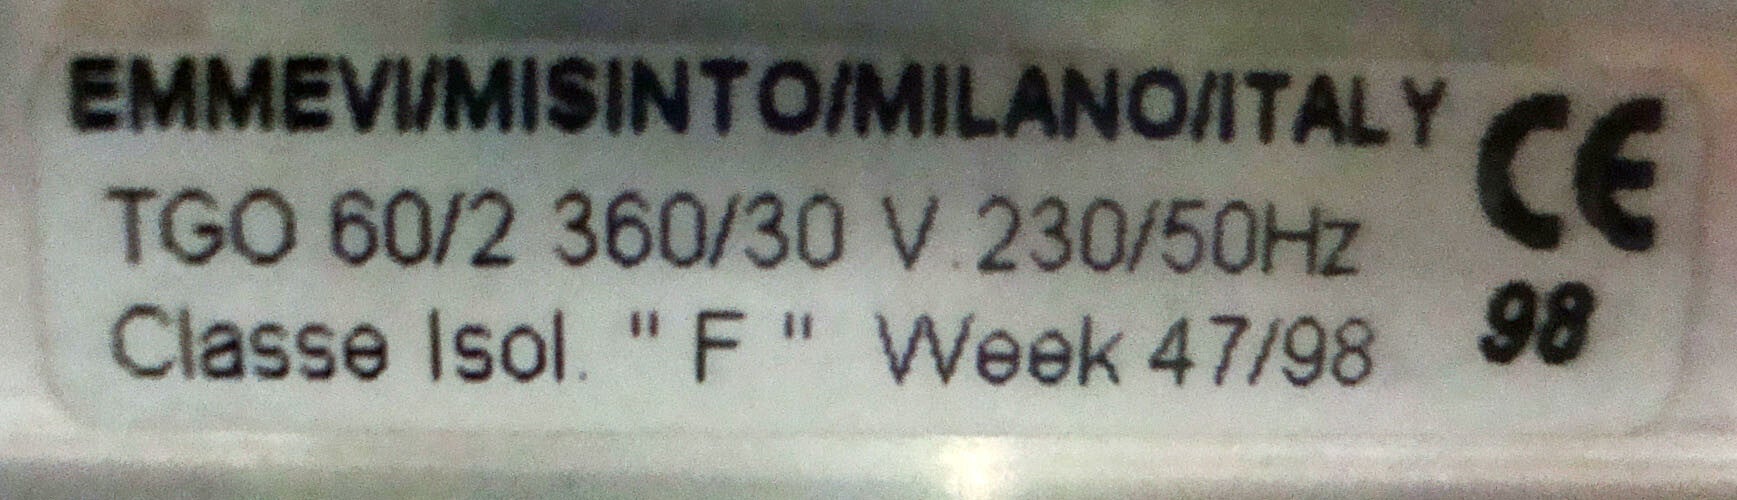 EMMEVI/MISINTO/MILANO/ITALY CE
TGO 60/2 360/30 V.230/50Hz
Classe Isol. " F " Week 47/98 98